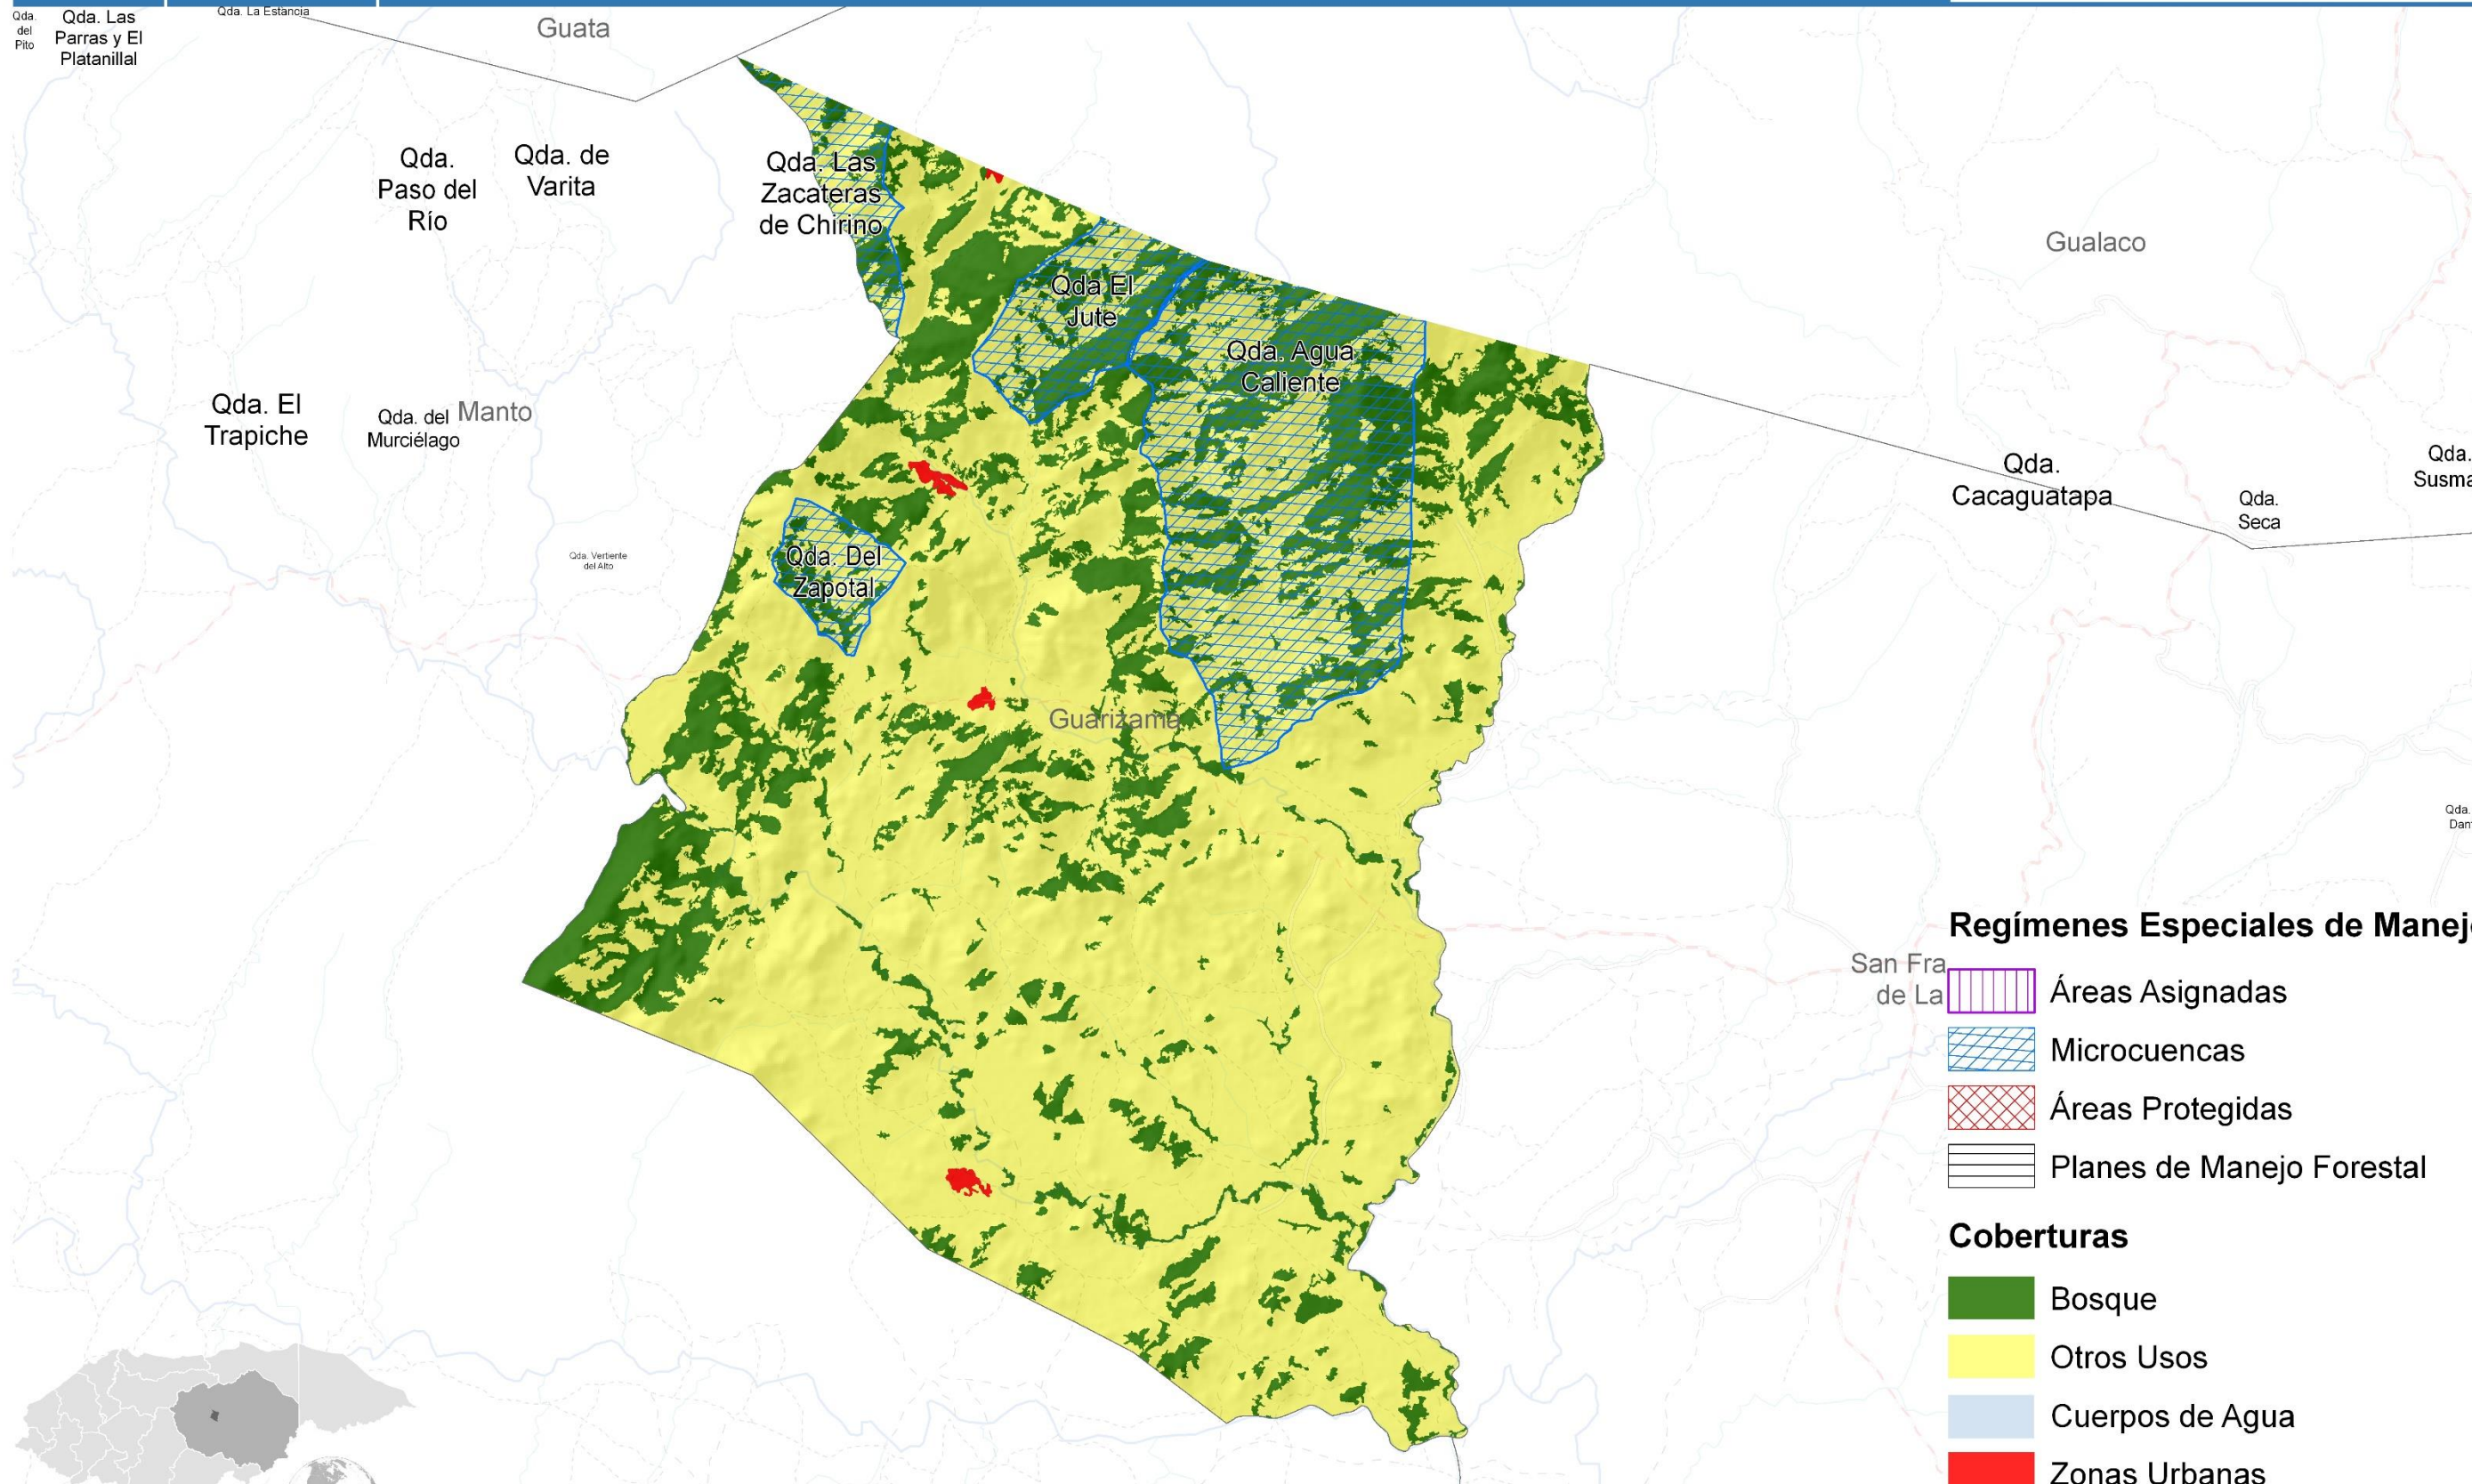 Qda.
del
Pito
Qda. Las
Parras y El
Platanillal
Qda. La Estancia
Guata
Qda.
Paso del
Río
Qda. de
Varita
Qda. Las
Zacateras
de Chirino
Gualaco
Qda El
Jute
Qda. Agua
Caliente
Qda. El
Trapiche
Qda. del
Murciélago
Manto
Qda.
Cacaguatapa
Qda.
Seca
Qda.
Qda. Vertiente
del Alto
Qda. Del
Zapotal
Guarizama
Qda.
San Fra
de La
Regímenes Especiales de Manejo
Áreas Asignadas
Microcuencas
Áreas Protegidas
Planes de Manejo Forestal
Coberturas
Bosque
Otros Usos
Cuerpos de Agua
Zonas Urbanas